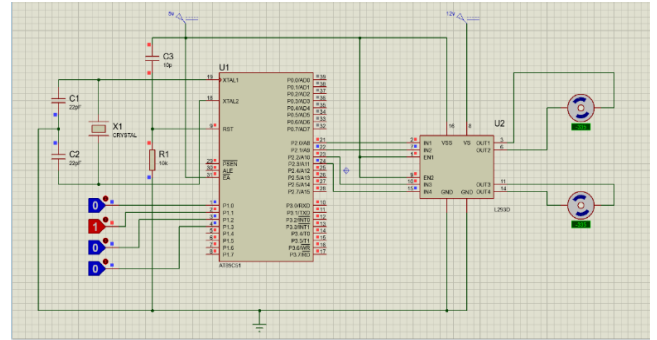 5v
12V
C3
10p
U1
19
XTAL1
18
XTAL2
9
RST
29
PSEN
30
ALE
31
EA
1
P1.0
2
P1.1
3
P1.2
4
P1.3
5
P1.4
6
P1.5
7
P1.6
8
P1.7
AT89C51
P0.0/AD0
39
P0.1/AD1
38
P0.2/AD2
37
P0.3/AD3
36
P0.4/AD4
35
P0.5/AD5
34
P0.6/AD6
33
P0.7/AD7
32
P2.0/A8
21
P2.1/A9
22
P2.2/A10
23
P2.3/A11
24
P2.4/A12
25
P2.5/A13
26
P2.6/A14
27
P2.7/A15
28
P3.0/RXD
10
P3.1/TXD
11
P3.2/INT0
12
P3.3/INT1
13
P3.4/T0
14
P3.5/T1
15
P3.6/WR
16
P3.7/RD
17
C1
22pF
X1
CRYSTAL
C2
22pF
R1
10k
0
1
0
0
U2
16
8
VSS
VS
2
IN1
7
IN2
1
EN1
9
EN2
10
IN3
15
IN4
OUT1
3
OUT2
6
OUT3
11
OUT4
14
GND
GND
L293D